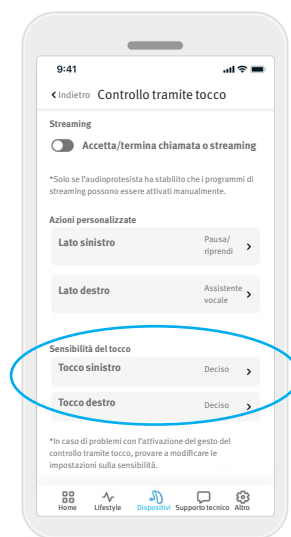 9:41
Indietro Controllo tramite tocco
Streaming
Accetta/termina chiamata o streaming
*Solo se l'audioprotesista ha stabilito che i programmi di
streaming possono essere attivati manualmente.
Azioni personalizzate
Lato sinistro Pausa/
riprendi
Lato destro Assistente
vocale
Sensibilità del tocco
Tocco sinistro Deciso
Tocco destro Deciso
*In caso di problemi con l'attivazione del gesto del
controllo tramite tocco, provare a modificare le
impostazioni sulla sensibilità.
Home Lifestyle Dispositivi Supporto tecnico Altro